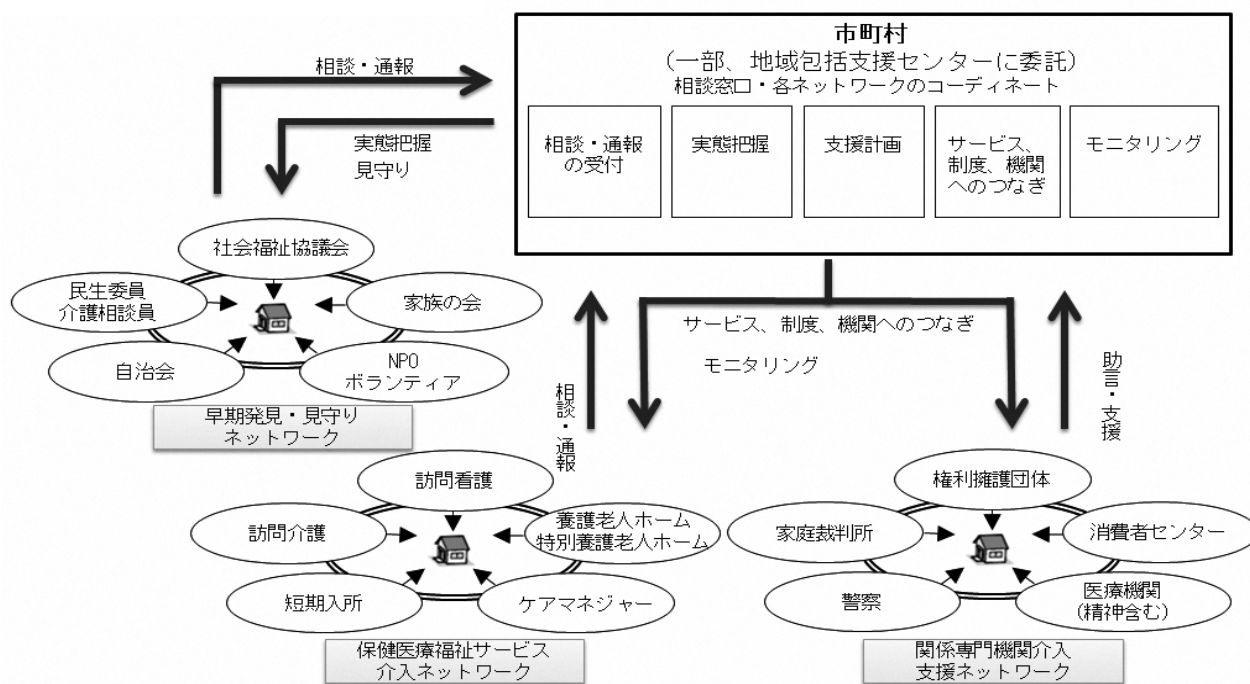 市町村
（一部、地域包括支援センターに委託）
相談窓口・各ネットワークのコーディネート
相談・通報
の受付
実態把握
支援計画
サービス、
制度、機関
へのつなぎ
モニタリング
相談・通報
実態把握
見守り
社会福祉協議会
民生委員
介護相談員
家族の会
自治会
NPO
ボランティア
早期発見・見守り
ネットワーク
サービス、制度、機関へのつなぎ
モニタリング
相談・通報
助言・支援
訪問看護
訪問介護
養護老人ホーム
特別養護老人ホーム
短期入所
ケアマネジャー
保健医療福祉サービス
介入ネットワーク
権利擁護団体
家庭裁判所
消費者センター
警察
医療機関
(精神含む)
関係専門機関介入
支援ネットワーク